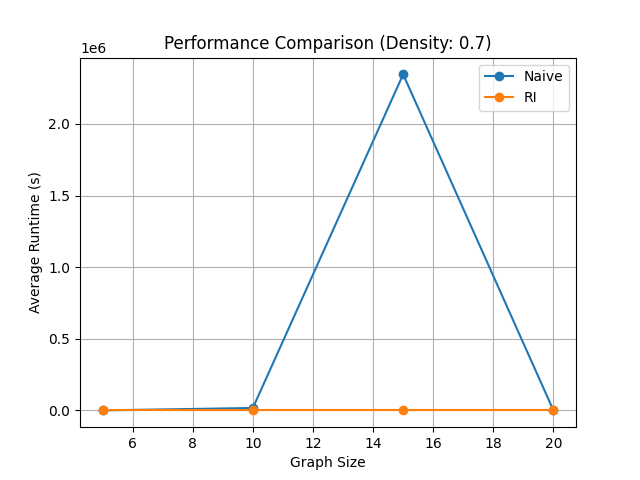 Performance Comparison (Density: 0.7)
1e6
Naive
RI
2.0
1.5
1.0
0.5
0.0
Average Runtime (s)
6 8 10 12 14 16 18 20
Graph Size